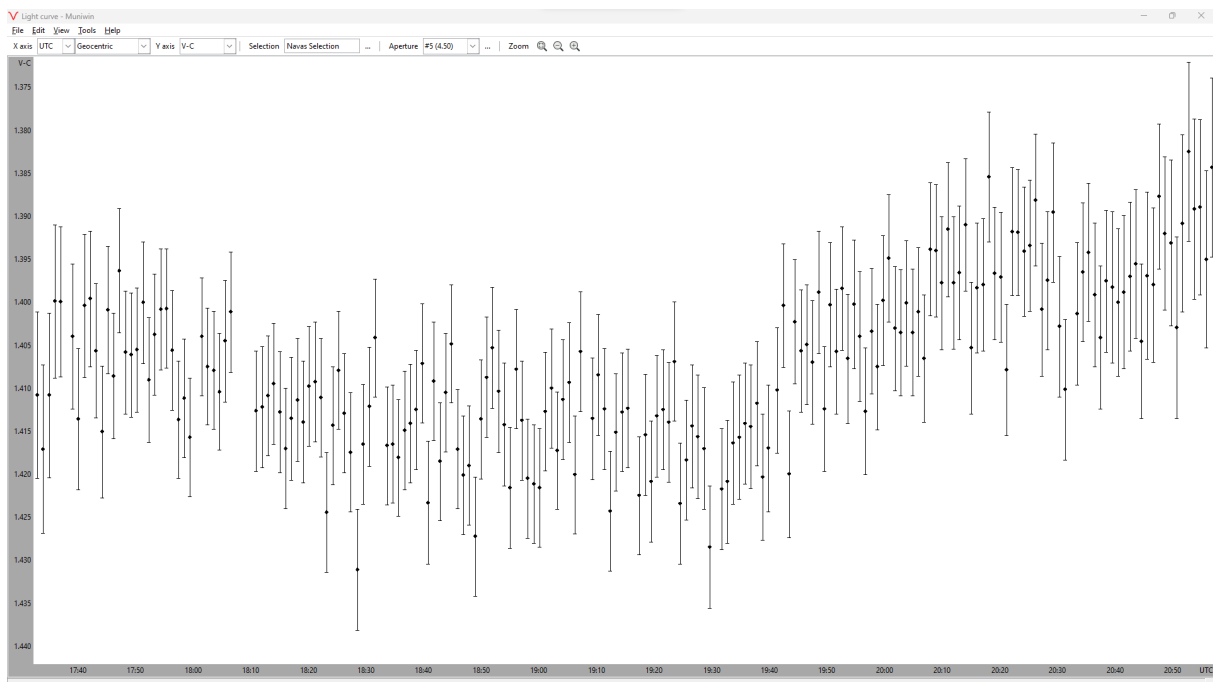 Light curve - Muniwin
File Edit View Tools Help
X axis UTC Geocentric Y axis V-C Selection Navas Selection ... Aperture #5 (4.50) ... Zoom
V-C
1.375
1.380
1.385
1.390
1.395
1.400
1.405
1.410
1.415
1.420
1.425
1.430
1.435
1.440
17:40 17:50 18:00 18:10 18:20 18:30 18:40 18:50 19:00 19:10 19:20 19:30 19:40 19:50 20:00 20:10 20:20 20:30 20:40 20:50 UTC